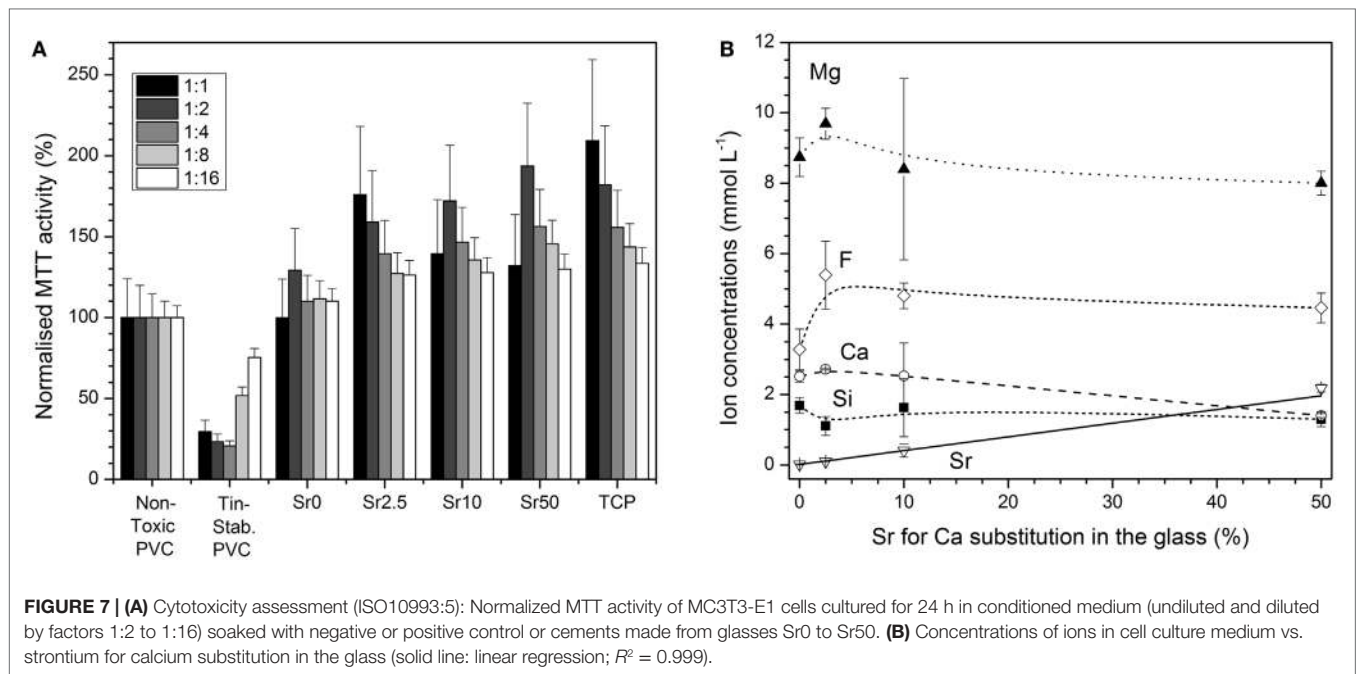 A
Normalised MTT activity (%)
250
200
150
100
50
0
1:1
1:2
1:4
1:8
1:16
Non-
Toxic
PVC
Tin-
Stab.
PVC
Sr0
Sr2.5
Sr10
Sr50
TCP
B
Ion concentrations (mmol L⁻¹)
12
10
8
6
4
2
0
Mg
F
Ca
Si
Sr
0
10
20
30
40
50
Sr for Ca substitution in the glass (%)
FIGURE 7 | (A) Cytotoxicity assessment (ISO10993:5): Normalized MTT activity of MC3T3-E1 cells cultured for 24 h in conditioned medium (undiluted and diluted
by factors 1:2 to 1:16) soaked with negative or positive control or cements made from glasses Sr0 to Sr50. (B) Concentrations of ions in cell culture medium vs.
strontium for calcium substitution in the glass (solid line: linear regression; R² = 0.999).